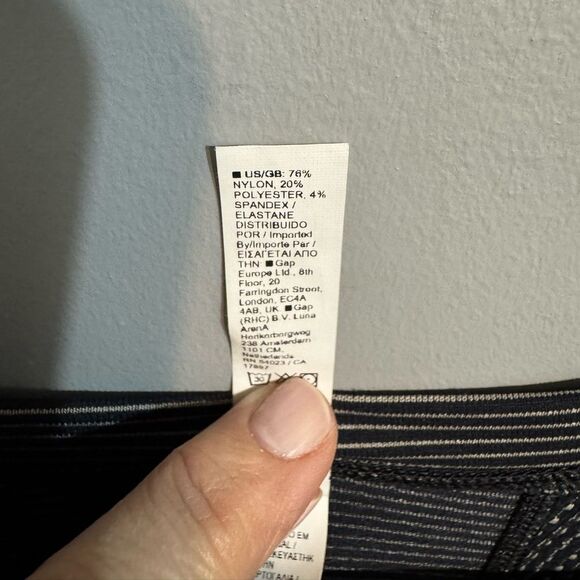 ■ US/GB: 76%
NYLON, 20%
POLYESTER, 4%
SPANDEX /
ELASTANE
DISTRIBUIDO
POR / Imported
By/Importe Par /
ΕΙΣΑΓΕΤΑΙ ΑΠΟ
ΤΗΝ: ■ Gap
Europe Ltd., 8th
Floor, 20
Farringdon Street,
London, EC4A
4AB, UK. ■ Gap
(RHC) B.V. Luna
ArenA
238 Amsterdam
1101 CM,
Netherlands
RN 54023 / CA
17897
30
O EM